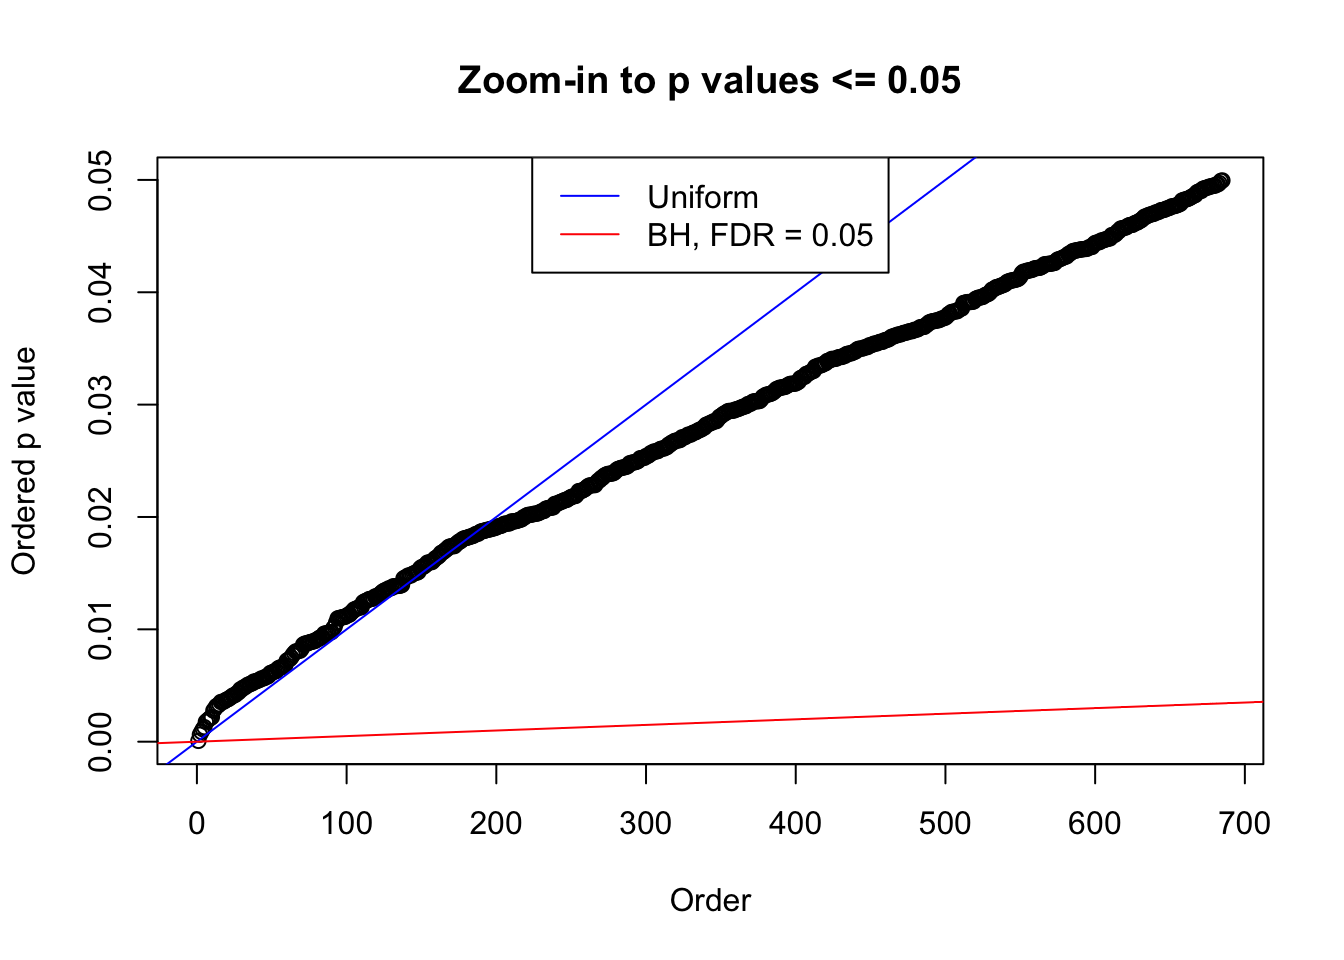 Zoom-in to p values <= 0.05
Uniform
BH, FDR = 0.05
Ordered p value
0.05
0.04
0.03
0.02
0.01
0.00
0 100 200 300 400 500 600 700
Order